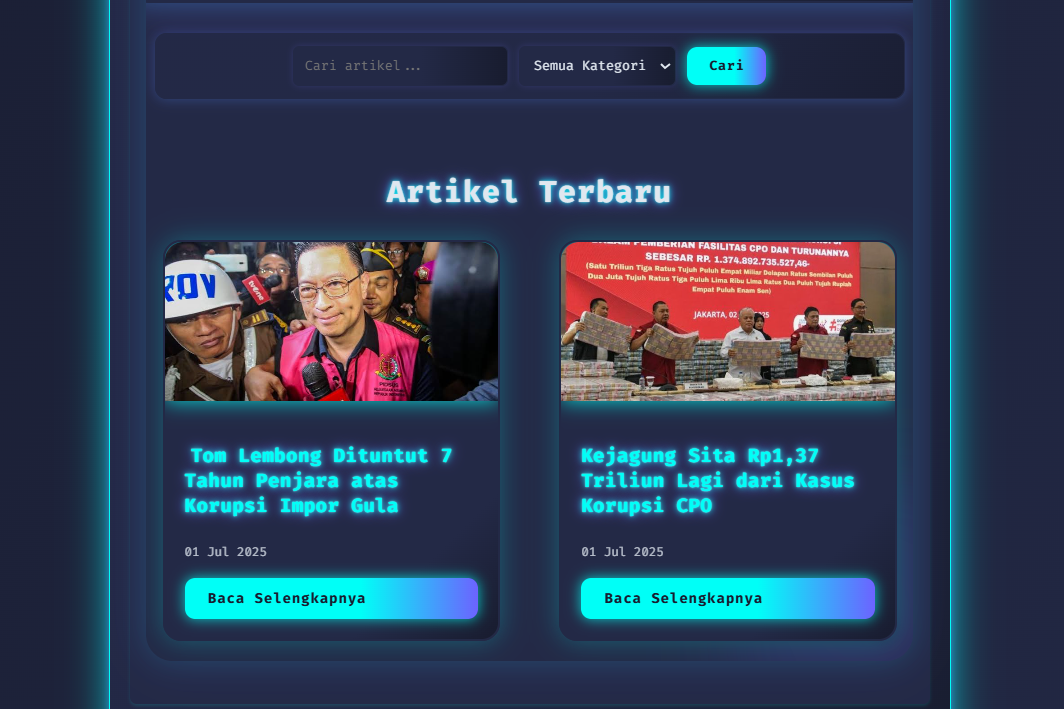 Cari artikel...
Semua Kategori
Cari
Artikel Terbaru
tvOne
PIDSUS
PEMBERIAN FASILITAS CPO DAN TURUNANNYA
SEBESAR RP. 1.374.892.735.527,46-
(Satu Triliun Tiga Ratus Tujuh Puluh Empat Miliar Delapan Ratus Sembilan Puluh
Dua Juta Tujuh Ratus Tiga Puluh Lima Ribu Lima Ratus Dua Puluh Tujuh Rupiah
Empat Puluh Enam Sen)
JAKARTA, 02
Tom Lembong Dituntut 7
Tahun Penjara atas
Korupsi Impor Gula
01 Jul 2025
Baca Selengkapnya
Kejagung Sita Rp1,37
Triliun Lagi dari Kasus
Korupsi CPO
01 Jul 2025
Baca Selengkapnya